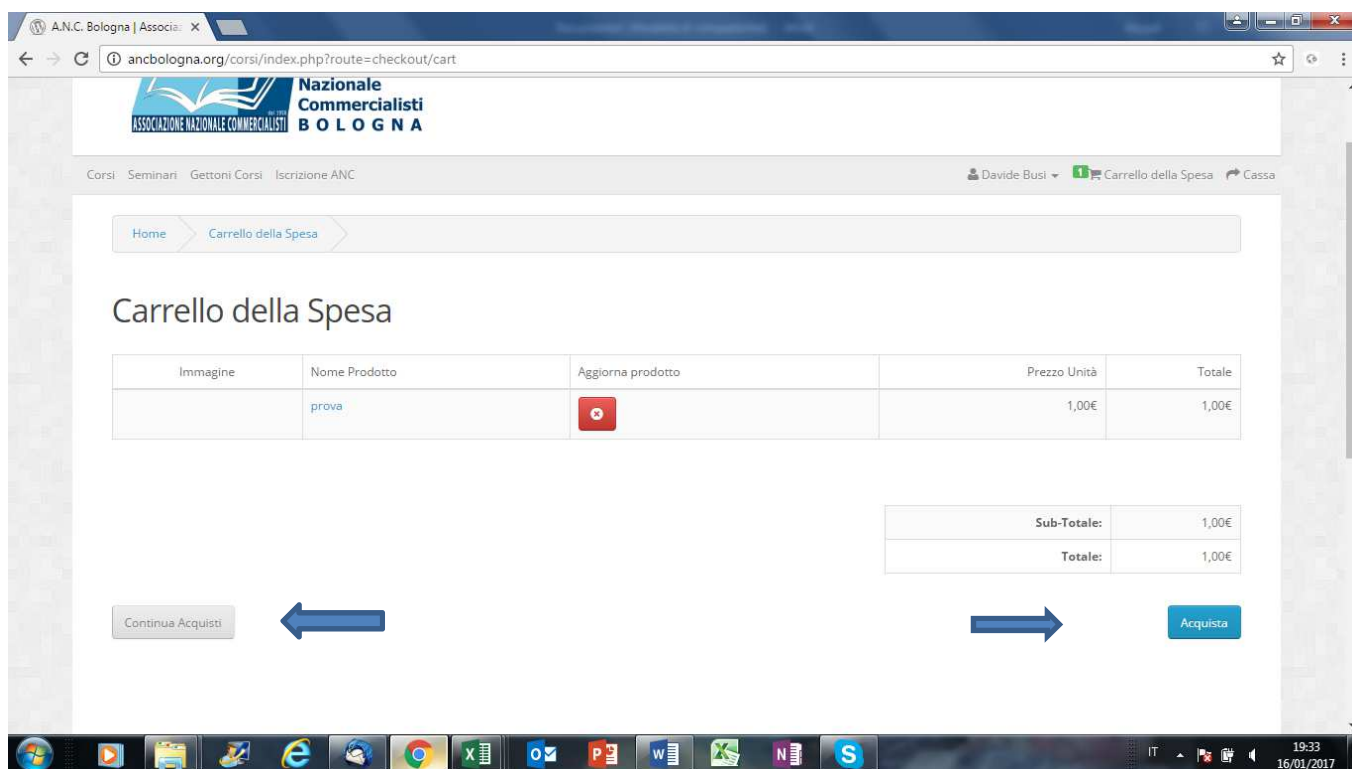 A.N.C. Bologna | Associa
ancbologna.org/corsi/index.php?route=checkout/cart
Nazionale
Commercialisti
BOLOGNA
ASSOCIAZIONE NAZIONALE COMMERCIALISTI
Corsi Seminari Gettoni Corsi Iscrizione ANC Davide Busi 1 Carrello della Spesa Cassa
Home Carrello della Spesa
Carrello della Spesa
Immagine Nome Prodotto Aggiorna prodotto Prezzo Unità Totale
prova 1,00€ 1,00€
Sub-Totale: 1,00€
Totale: 1,00€
Continua Acquisti Acquista
IT 19:33
16/01/2017